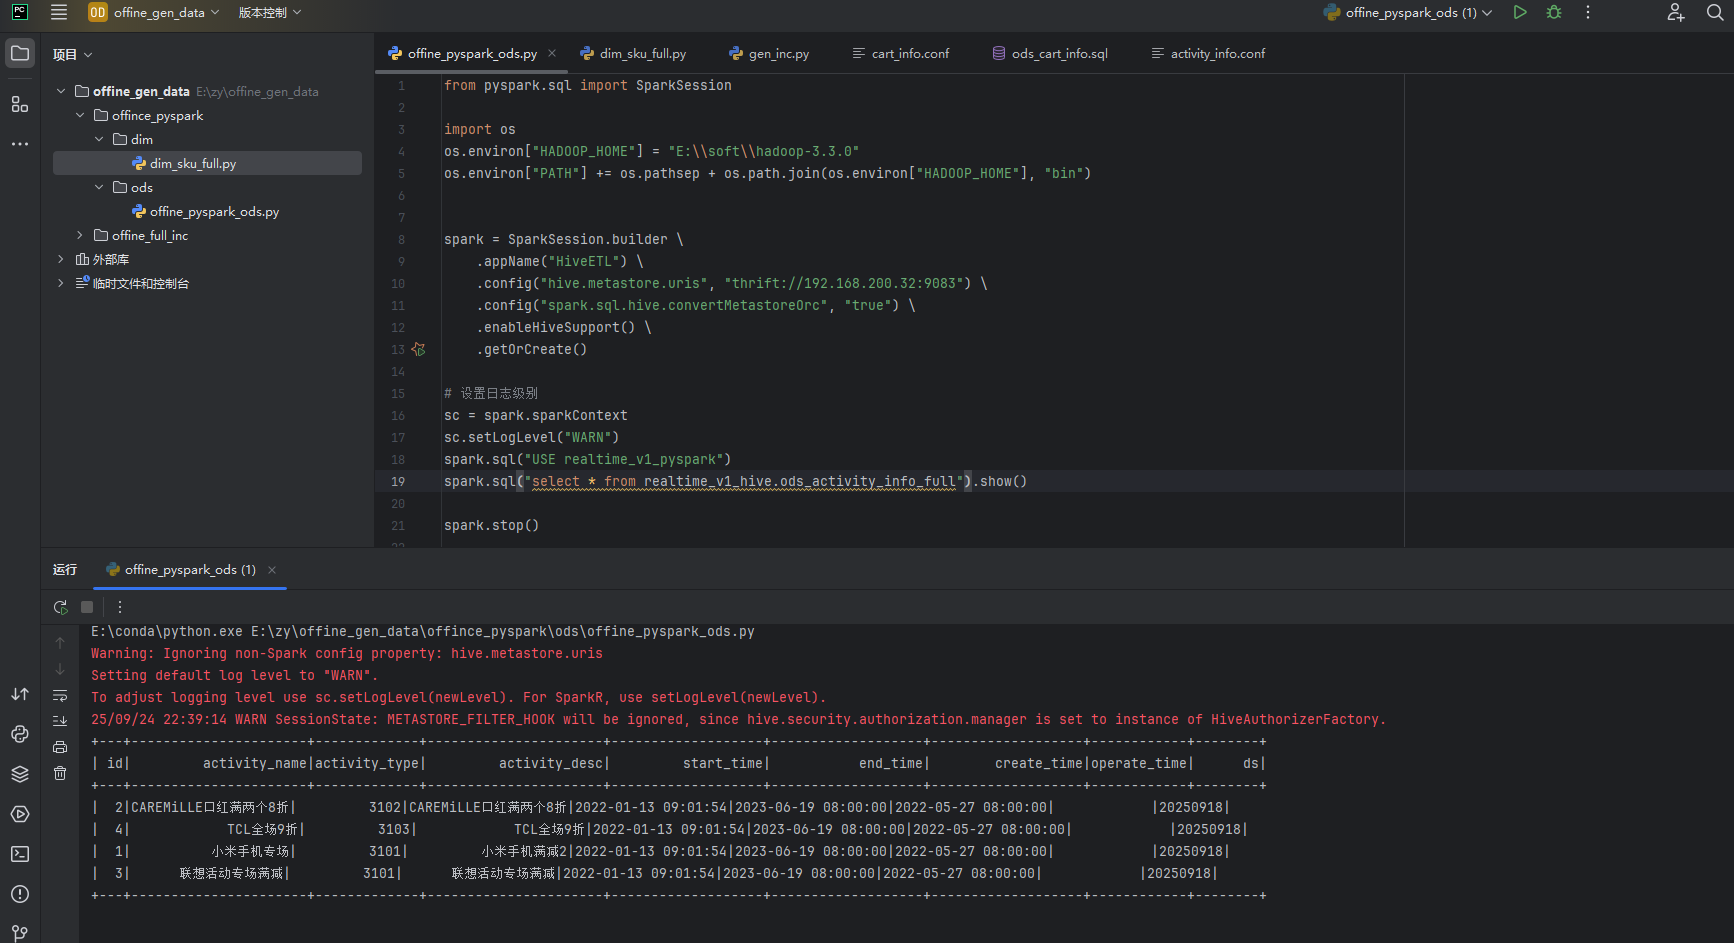 PC
OD offine_gen_data 版本控制 offine_pyspark_ods (1)
项目
offine_pyspark_ods.py dim_sku_full.py gen_inc.py cart_info.conf ods_cart_info.sql activity_info.conf
offine_gen_data E:\zy\offine_gen_data
offince_pyspark
dim
dim_sku_full.py
ods
offine_pyspark_ods.py
offine_full_inc
外部库
临时文件和控制台
1 from pyspark.sql import SparkSession
2
3 import os
4 os.environ["HADOOP_HOME"] = "E:\\soft\\hadoop-3.3.0"
5 os.environ["PATH"] += os.pathsep + os.path.join(os.environ["HADOOP_HOME"], "bin")
6
7
8 spark = SparkSession.builder \
9 .appName("HiveETL") \
10 .config("hive.metastore.uris", "thrift://192.168.200.32:9083") \
11 .config("spark.sql.hive.convertMetastoreOrc", "true") \
12 .enableHiveSupport() \
13 .getOrCreate()
14
15 # 设置日志级别
16 sc = spark.sparkContext
17 sc.setLogLevel("WARN")
18 spark.sql("USE realtime_v1_pyspark")
19 spark.sql("select * from realtime_v1_hive.ods_activity_info_full").show()
20
21 spark.stop()
22
运行 offine_pyspark_ods (1)
E:\conda\python.exe E:\zy\offine_gen_data\offince_pyspark\ods\offine_pyspark_ods.py
Warning: Ignoring non-Spark config property: hive.metastore.uris
Setting default log level to "WARN".
To adjust logging level use sc.setLogLevel(newLevel). For SparkR, use setLogLevel(newLevel).
25/09/24 22:39:14 WARN SessionState: METASTORE_FILTER_HOOK will be ignored, since hive.security.authorization.manager is set to instance of HiveAuthorizerFactory.
+---+----------------------+-------------+----------------------+-------------------+-------------------+-------------------+------------+--------+
| id| activity_name|activity_type| activity_desc| start_time| end_time| create_time|operate_time| ds|
+---+----------------------+-------------+----------------------+-------------------+-------------------+-------------------+------------+--------+
| 2|CAREMiLLE口红满两个8折| 3102|CAREMiLLE口红满两个8折|2022-01-13 09:01:54|2023-06-19 08:00:00|2022-05-27 08:00:00| |20250918|
| 4| TCL全场9折| 3103| TCL全场9折|2022-01-13 09:01:54|2023-06-19 08:00:00|2022-05-27 08:00:00| |20250918|
| 1| 小米手机专场| 3101| 小米手机满减2|2022-01-13 09:01:54|2023-06-19 08:00:00|2022-05-27 08:00:00| |20250918|
| 3| 联想活动专场满减| 3101| 联想活动专场满减|2022-01-13 09:01:54|2023-06-19 08:00:00|2022-05-27 08:00:00| |20250918|
+---+----------------------+-------------+----------------------+-------------------+-------------------+-------------------+------------+--------+